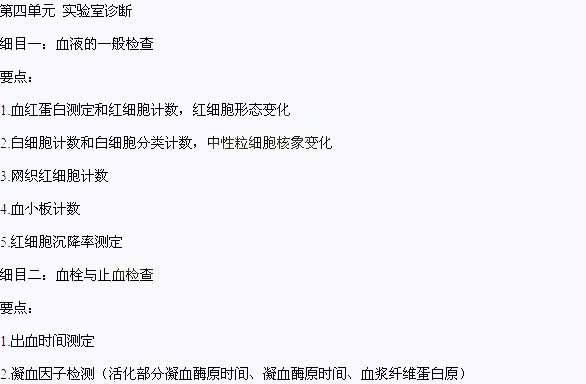 第四单元 实验室诊断
细目一：血液的一般检查
要点：
1.血红蛋白测定和红细胞计数，红细胞形态变化
2.白细胞计数和白细胞分类计数，中性粒细胞核象变化
3.网织红细胞计数
4.血小板计数
5.红细胞沉降率测定
细目二：血栓与止血检查
要点：
1.出血时间测定
2.凝血因子检测（活化部分凝血酶原时间、凝血酶原时间、血浆纤维蛋白原）